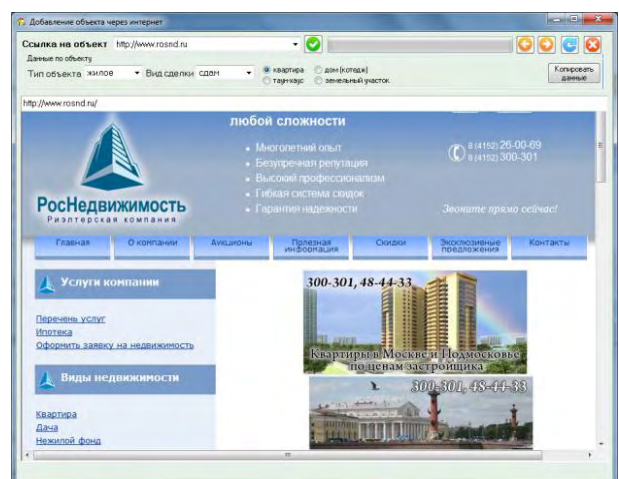 Добавление объекта через интернет
Ссылка на объект http://www.rosnd.ru
Данные по объекту
Тип объекта жилое Вид сделки сдам
квартира дом(котедж)
таун-хаус земельный участок
Копировать данные
http://www.rosnd.ru/
любой сложности
Многолетний опыт
Безупречная репутация
Высокий профессионализм
Гибкая система скидок
Гарантия надежности
8 (4152) 26-00-69
8 (4152) 300-301
Звоните прямо сейчас!
РосНедвижимость
Риэлтерская компания
Главная О компании Аукционы Полезная информация Скидки Эксклюзивные предложения Контакты
Услуги компании
Перечень услуг
Ипотека
Оформить заявку на недвижимость
Виды недвижимости
Квартира
Дача
Нежилой фонд
300-301, 48-44-33
Квартиры в Москве и Подмосковье
по ценам застройщика
300-301, 48-44-33